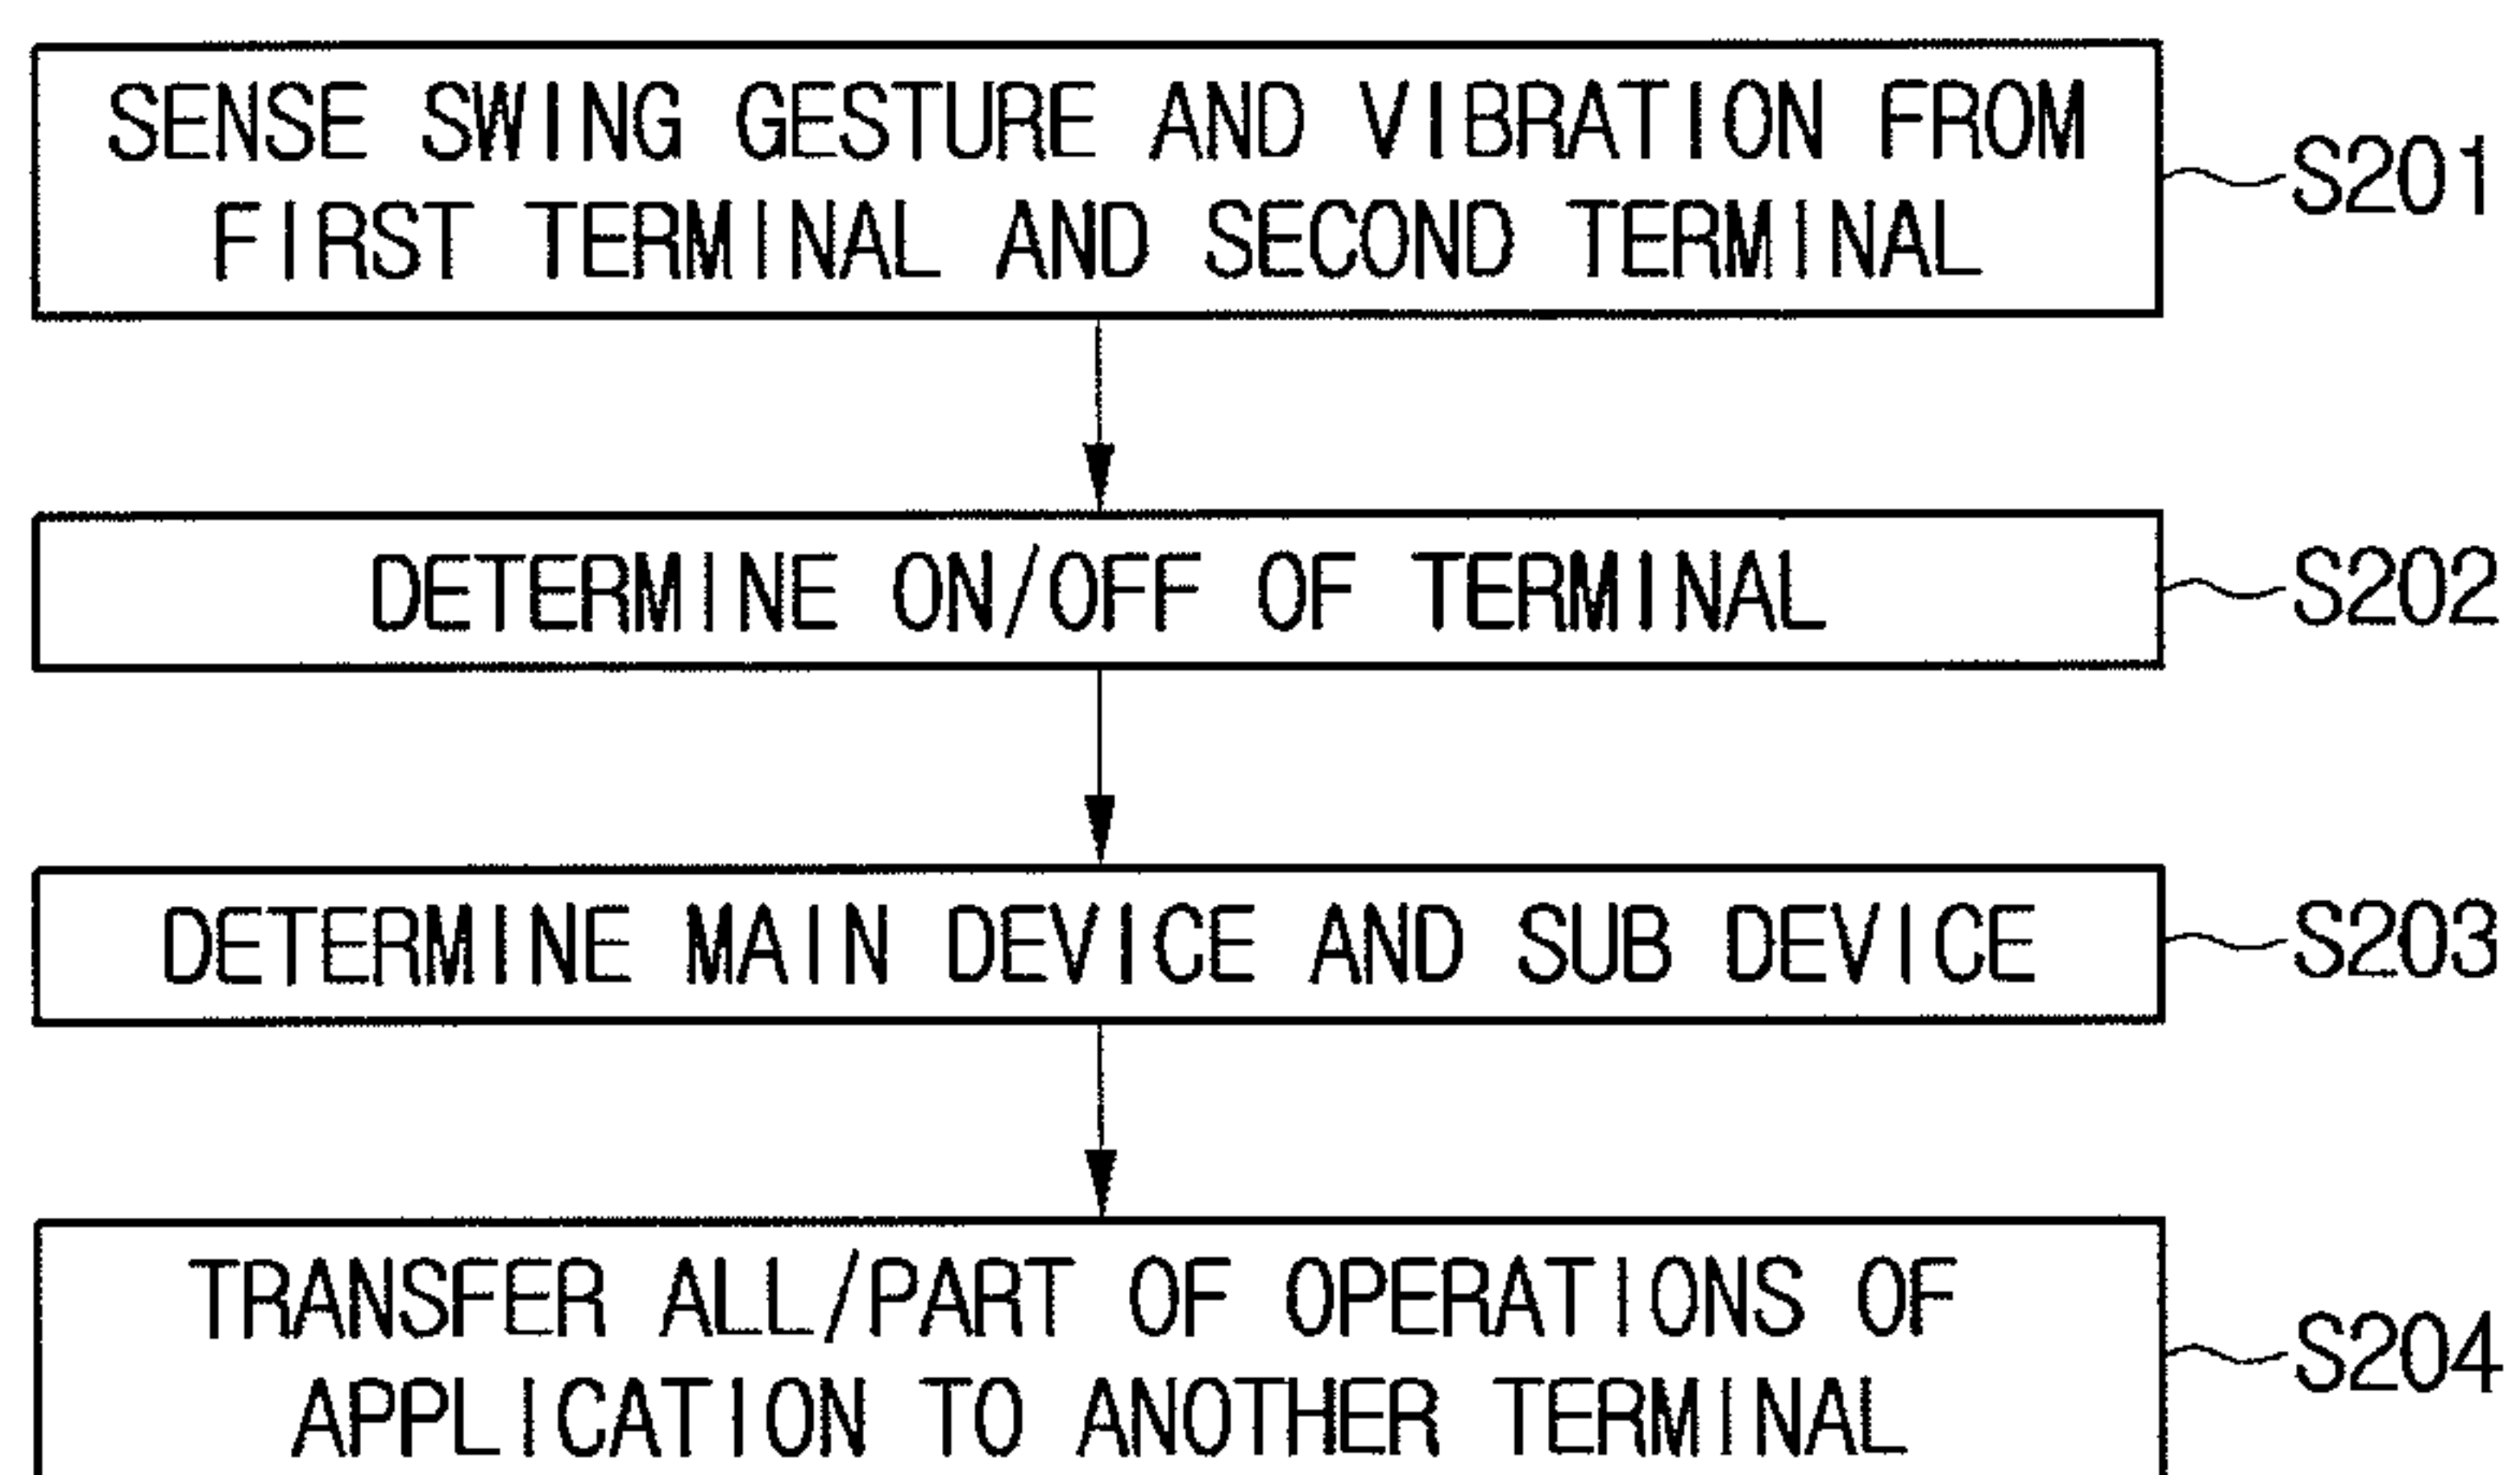 SENSE SWING GESTURE AND VIBRATION FROM
FIRST TERMINAL AND SECOND TERMINAL
S201
DETERMINE ON/OFF OF TERMINAL
S202
DETERMINE MAIN DEVICE AND SUB DEVICE
S203
TRANSFER ALL/PART OF OPERATIONS OF
APPLICATION TO ANOTHER TERMINAL
S204